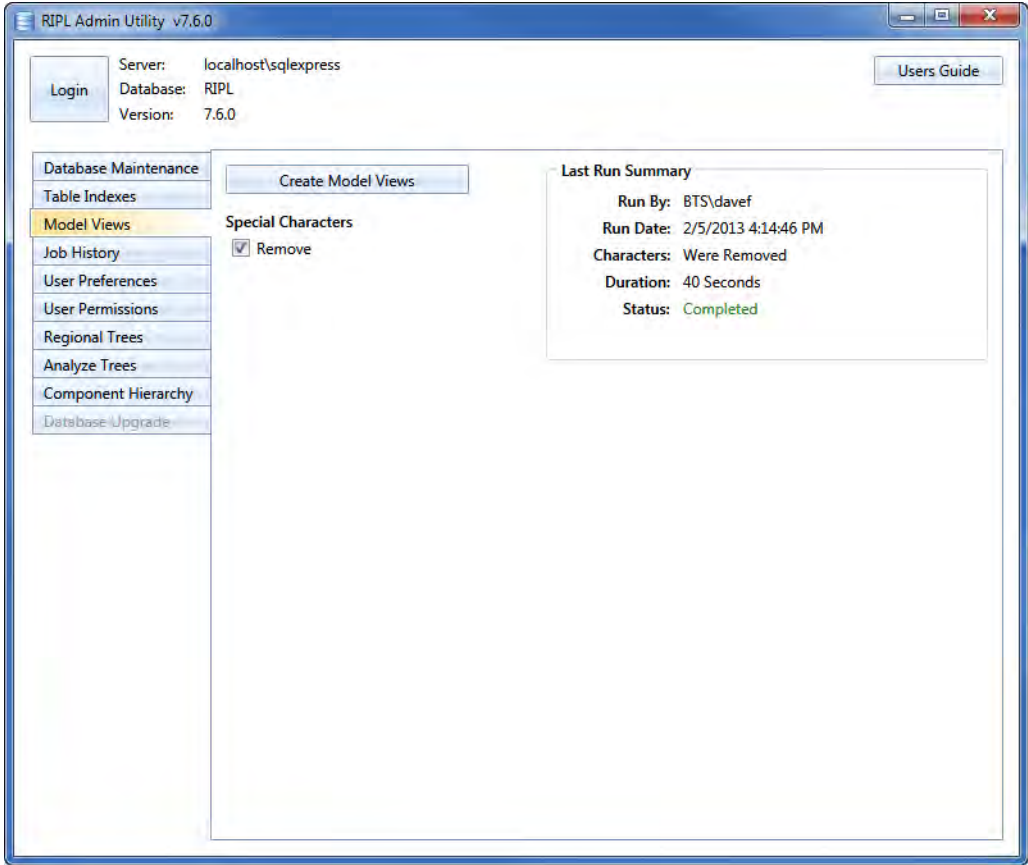 RIPL Admin Utility v7.6.0
Login
Server: localhost\sqlexpress
Database: RIPL
Version: 7.6.0
Users Guide
Database Maintenance
Table Indexes
Model Views
Job History
User Preferences
User Permissions
Regional Trees
Analyze Trees
Component Hierarchy
Database Upgrade
Create Model Views
Special Characters
Remove
Last Run Summary
Run By: BTS\davef
Run Date: 2/5/2013 4:14:46 PM
Characters: Were Removed
Duration: 40 Seconds
Status: Completed